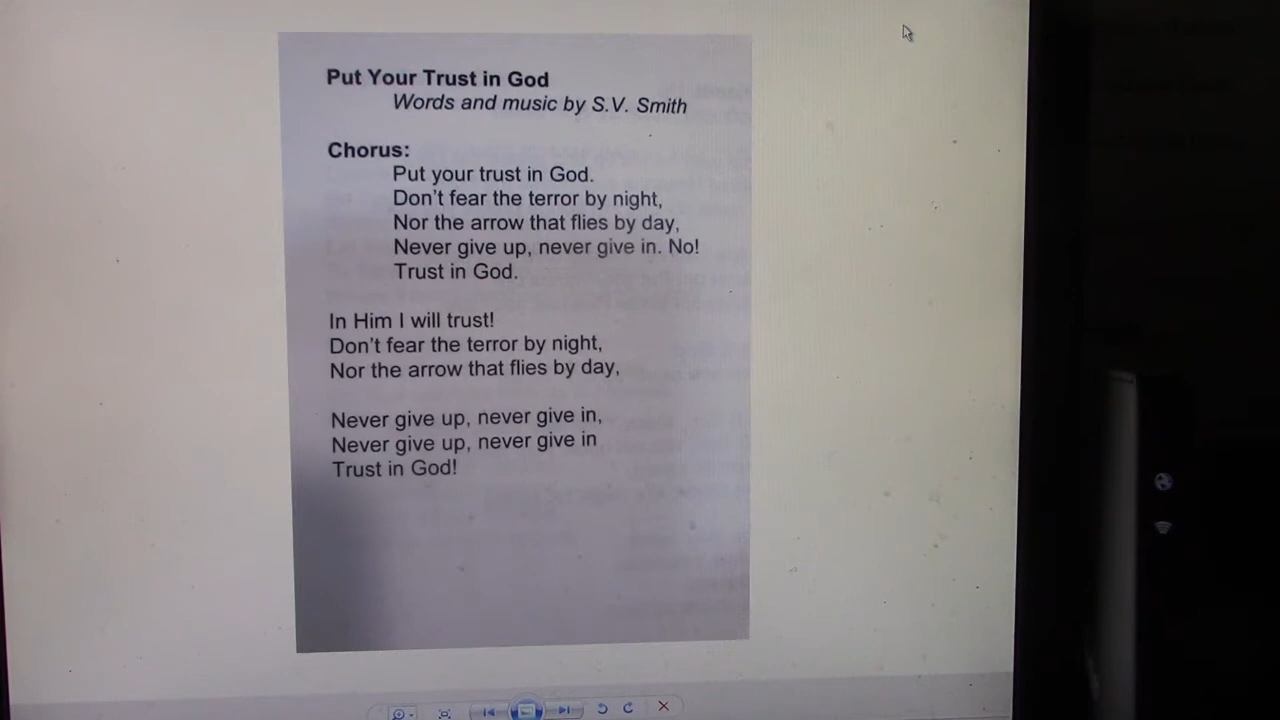 Put Your Trust in God
Words and music by S.V. Smith
Chorus:
Put your trust in God.
Don't fear the terror by night,
Nor the arrow that flies by day,
Never give up, never give in. No!
Trust in God.
In Him I will trust!
Don't fear the terror by night,
Nor the arrow that flies by day,
Never give up, never give in,
Never give up, never give in
Trust in God!